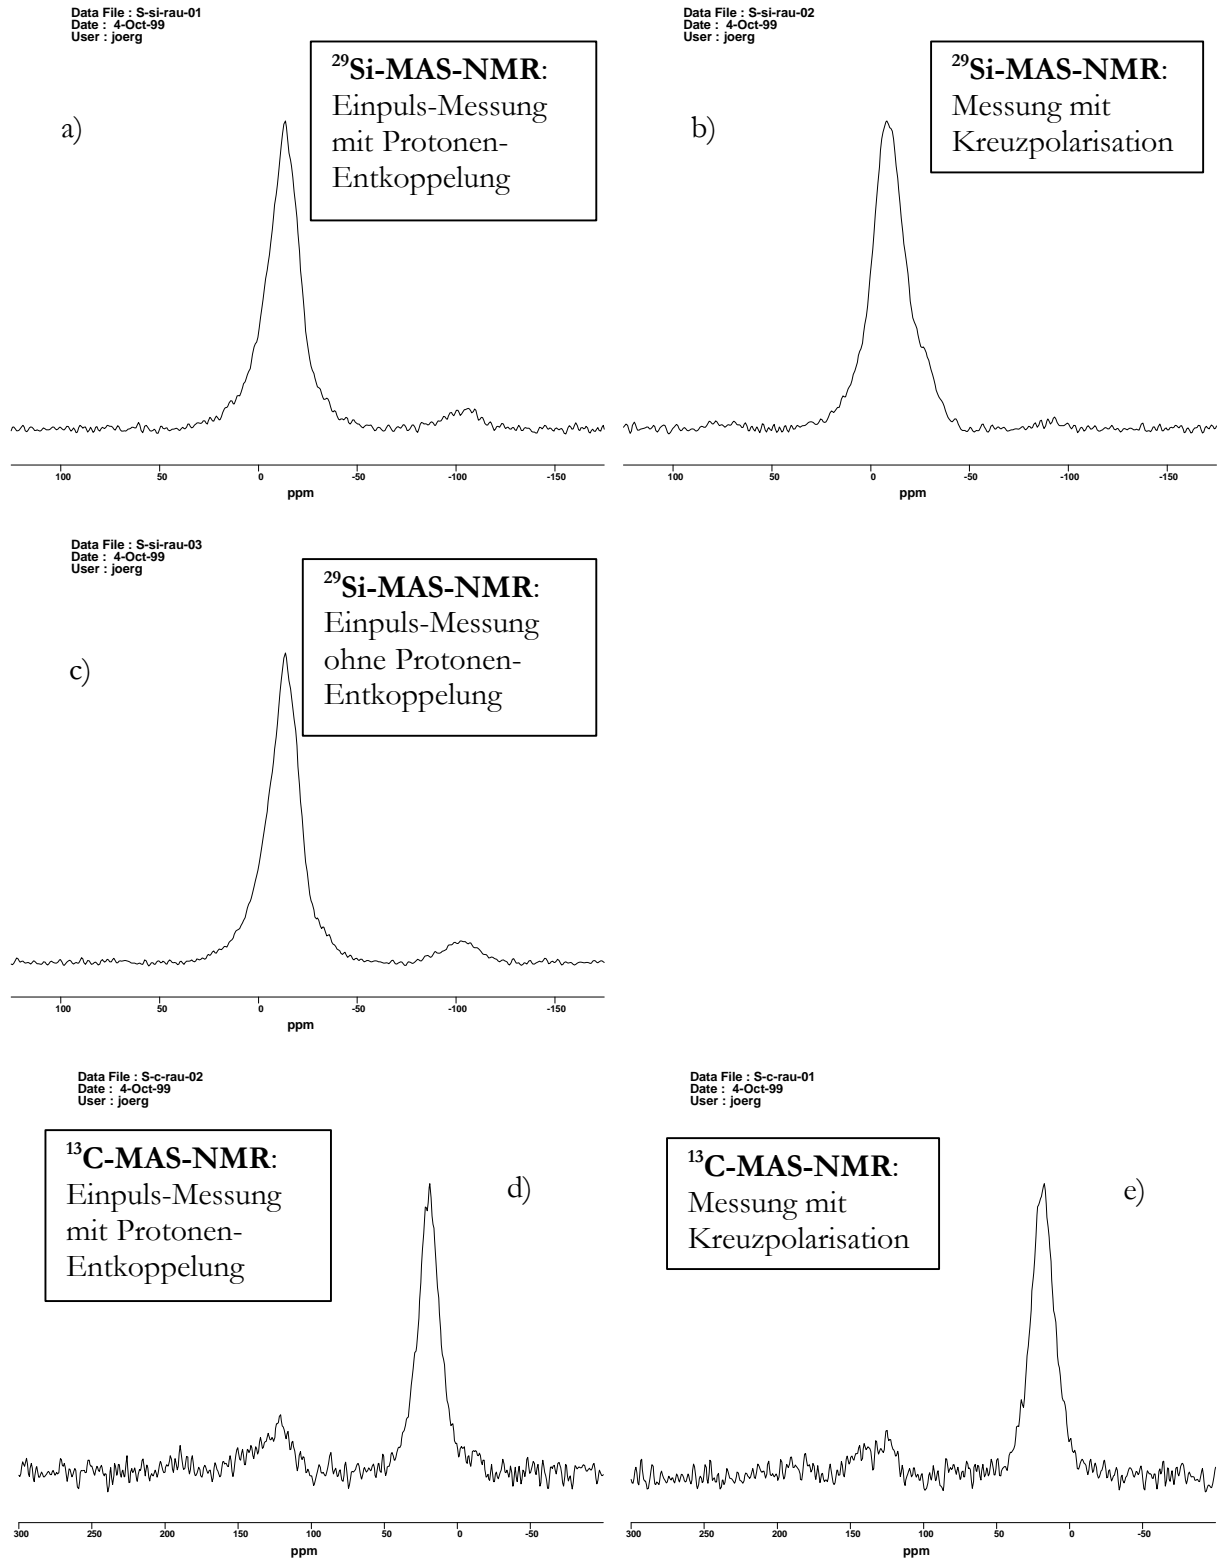 Data File : S-si-rau-01
Date : 4-Oct-99
User : joerg
a)
²⁹Si-MAS-NMR:
Einpuls-Messung
mit Protonen-
Entkoppelung
100 50 0 -50 -100 -150
ppm
Data File : S-si-rau-02
Date : 4-Oct-99
User : joerg
b)
²⁹Si-MAS-NMR:
Messung mit
Kreuzpolarisation
100 50 0 -50 -100 -150
ppm
Data File : S-si-rau-03
Date : 4-Oct-99
User : joerg
c)
²⁹Si-MAS-NMR:
Einpuls-Messung
ohne Protonen-
Entkoppelung
100 50 0 -50 -100 -150
ppm
Data File : S-c-rau-02
Date : 4-Oct-99
User : joerg
¹³C-MAS-NMR:
Einpuls-Messung
mit Protonen-
Entkoppelung
d)
300 250 200 150 100 50 0 -50
ppm
Data File : S-c-rau-01
Date : 4-Oct-99
User : joerg
¹³C-MAS-NMR:
Messung mit
Kreuzpolarisation
e)
300 250 200 150 100 50 0 -50
ppm